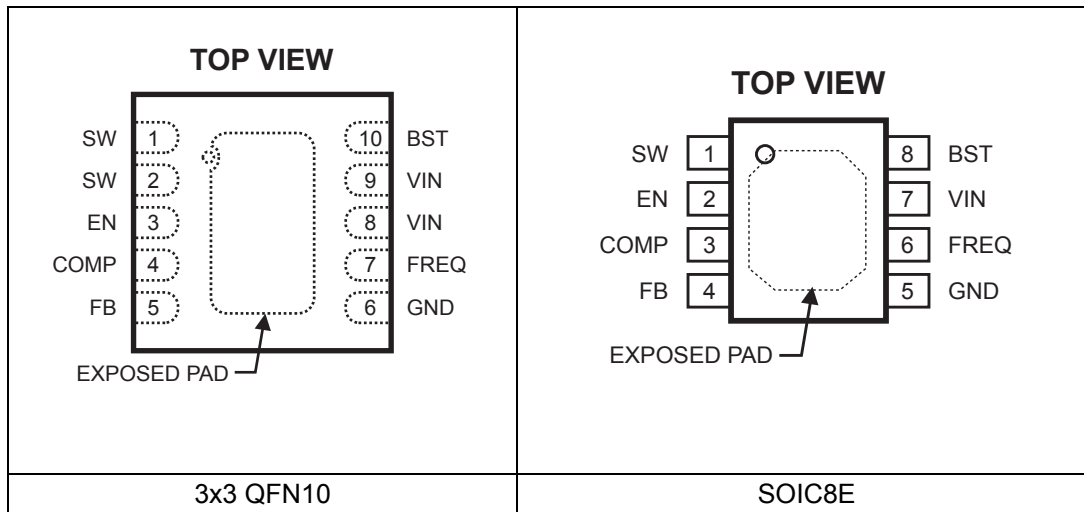 TOP VIEW
SW 1 10 BST
SW 2 9 VIN
EN 3 8 VIN
COMP 4 7 FREQ
FB 5 6 GND
EXPOSED PAD
3x3 QFN10
TOP VIEW
SW 1 8 BST
EN 2 7 VIN
COMP 3 6 FREQ
FB 4 5 GND
EXPOSED PAD
SOIC8E